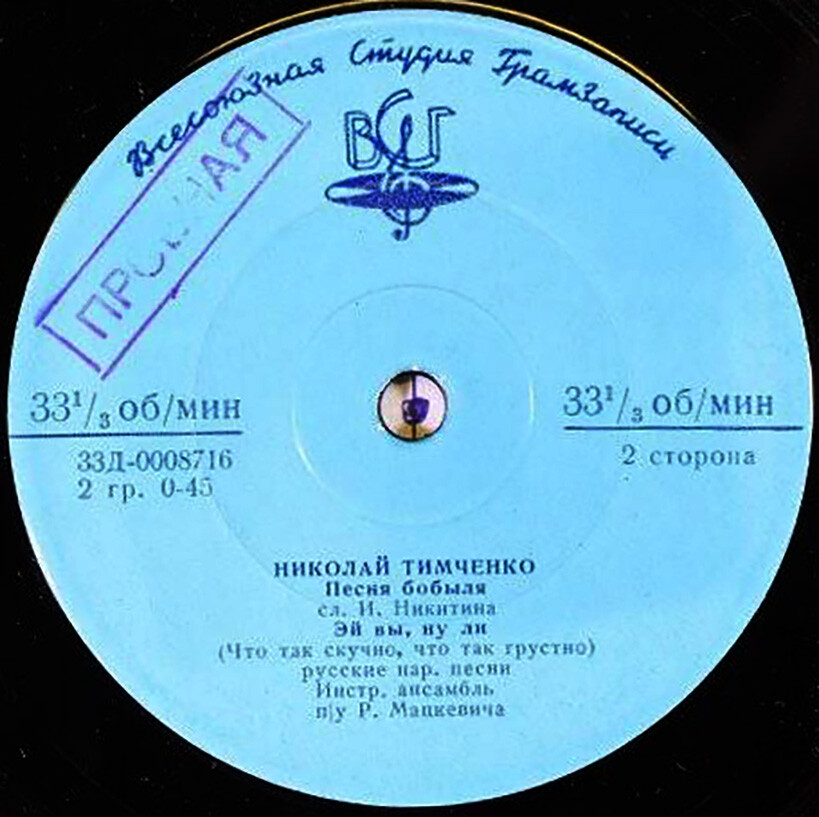 Всесоюзная Студия Грамзаписи
ВСГ
ПРОБНАЯ
33¹/₃ об/мин
33Д-0008716
2 гр. 0-45
33¹/₃ об/мин
2 сторона
НИКОЛАЙ ТИМЧЕНКО
Песня бобыля
сл. И. Никитина
Эй вы, ну ли
(Что так скучно, что так грустно)
русские нар. песни
Инстр. ансамбль
п/у Р. Мацкевича